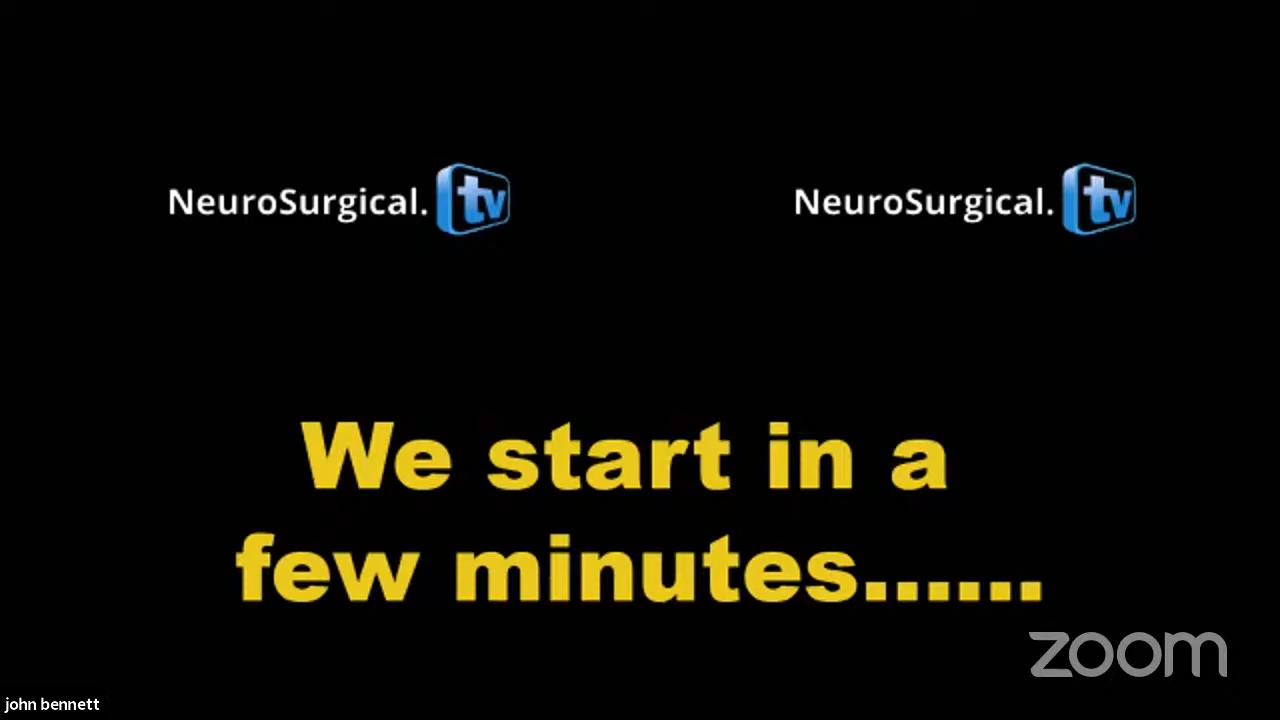 NeuroSurgical.tv NeuroSurgical.tv
We start in a
few minutes......
zoom
john bennett